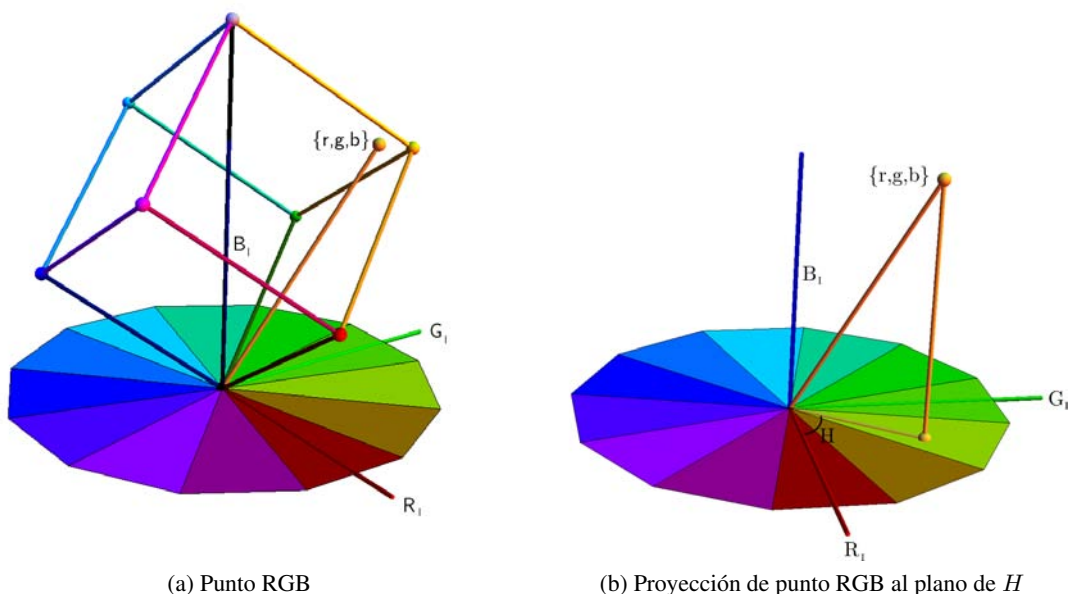 {r,g,b}
B₁
G₁
R₁
(a) Punto RGB
{r,g,b}
B₁
G₁
H
R₁
(b) Proyección de punto RGB al plano de H